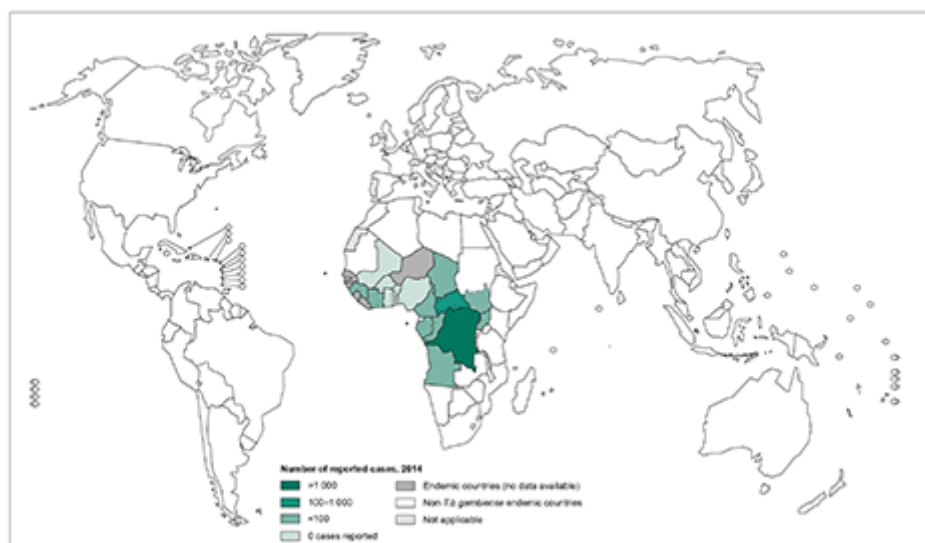 Number of reported cases, 2014
>1 000
100–1 000
<100
0 cases reported
Endemic countries (no data available)
Non-T.b. gambiense endemic countries
Not applicable